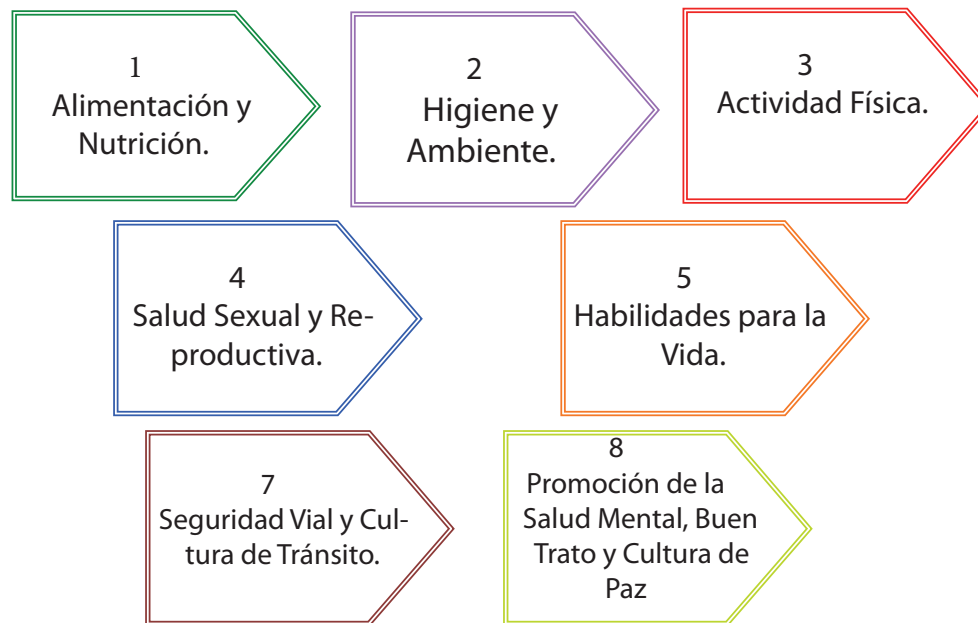 1
Alimentación y
Nutrición.
2
Higiene y
Ambiente.
3
Actividad Física.
4
Salud Sexual y Re-
productiva.
5
Habilidades para la
Vida.
7
Seguridad Vial y Cul-
tura de Tránsito.
8
Promoción de la
Salud Mental, Buen
Trato y Cultura de
Paz